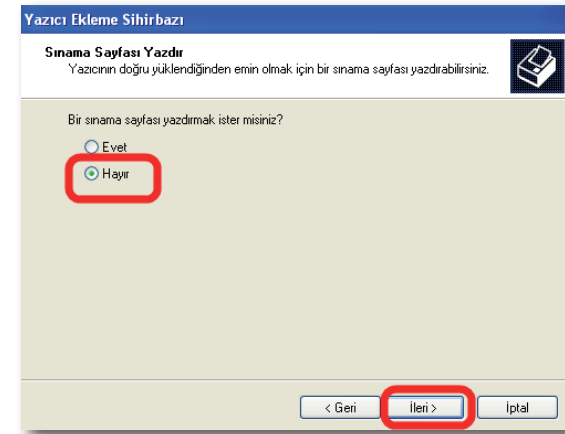 Yazıcı Ekleme Sihirbazı
Sınama Sayfası Yazdır
Yazıcının doğru yüklendiğinden emin olmak için bir sınama sayfası yazdırabilirsiniz.
Bir sınama sayfası yazdırmak ister misiniz?
Evet
Hayır
< Geri İleri > İptal